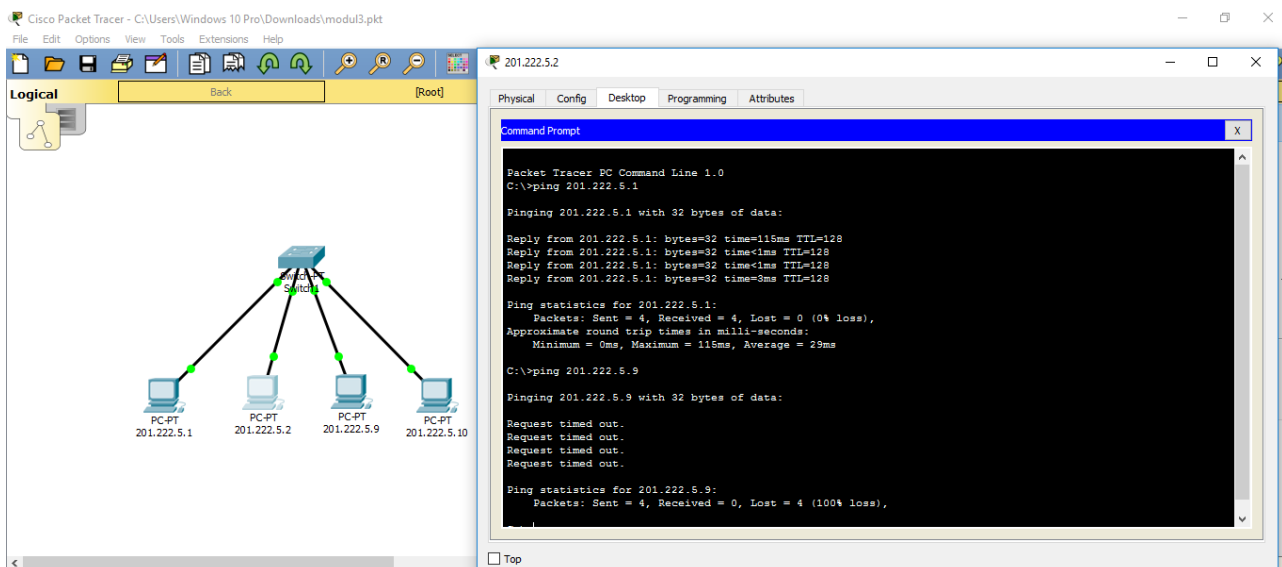 Cisco Packet Tracer - C:\Users\Windows 10 Pro\Downloads\modul3.pkt
File Edit Options View Tools Extensions Help
Logical
Back
[Root]
Switch-PT
Switch1
PC-PT
201.222.5.1
PC-PT
201.222.5.2
PC-PT
201.222.5.9
PC-PT
201.222.5.10
201.222.5.2
Physical Config Desktop Programming Attributes
Command Prompt
X
Packet Tracer PC Command Line 1.0
C:\>ping 201.222.5.1
Pinging 201.222.5.1 with 32 bytes of data:
Reply from 201.222.5.1: bytes=32 time=115ms TTL=128
Reply from 201.222.5.1: bytes=32 time<1ms TTL=128
Reply from 201.222.5.1: bytes=32 time<1ms TTL=128
Reply from 201.222.5.1: bytes=32 time=3ms TTL=128
Ping statistics for 201.222.5.1:
Packets: Sent = 4, Received = 4, Lost = 0 (0% loss),
Approximate round trip times in milli-seconds:
Minimum = 0ms, Maximum = 115ms, Average = 29ms
C:\>ping 201.222.5.9
Pinging 201.222.5.9 with 32 bytes of data:
Request timed out.
Request timed out.
Request timed out.
Request timed out.
Ping statistics for 201.222.5.9:
Packets: Sent = 4, Received = 0, Lost = 4 (100% loss),
Top